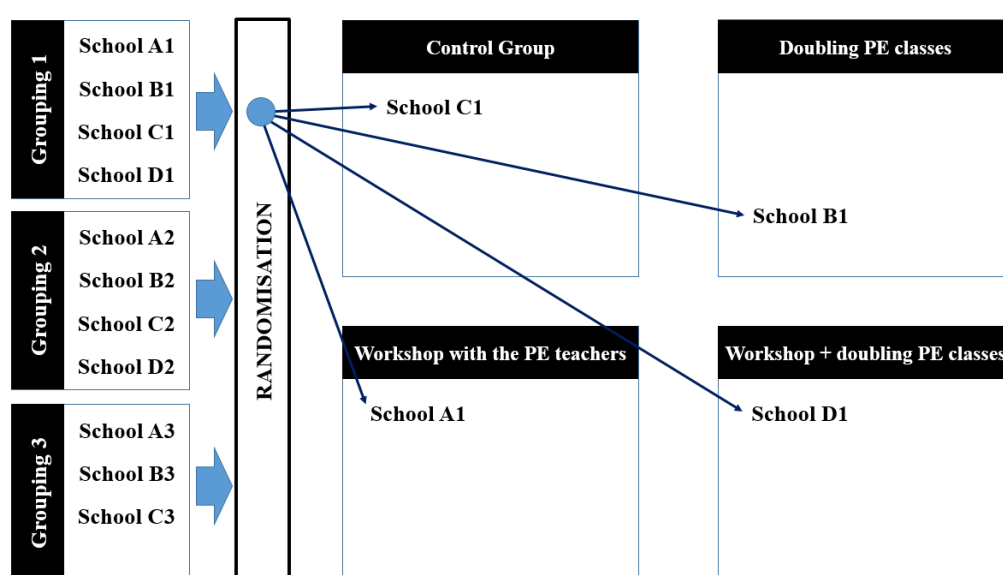 Grouping 1
School A1
School B1
School C1
School D1
Grouping 2
School A2
School B2
School C2
School D2
Grouping 3
School A3
School B3
School C3
RANDOMISATION
Control Group
School C1
Doubling PE classes
School B1
Workshop with the PE teachers
School A1
Workshop + doubling PE classes
School D1